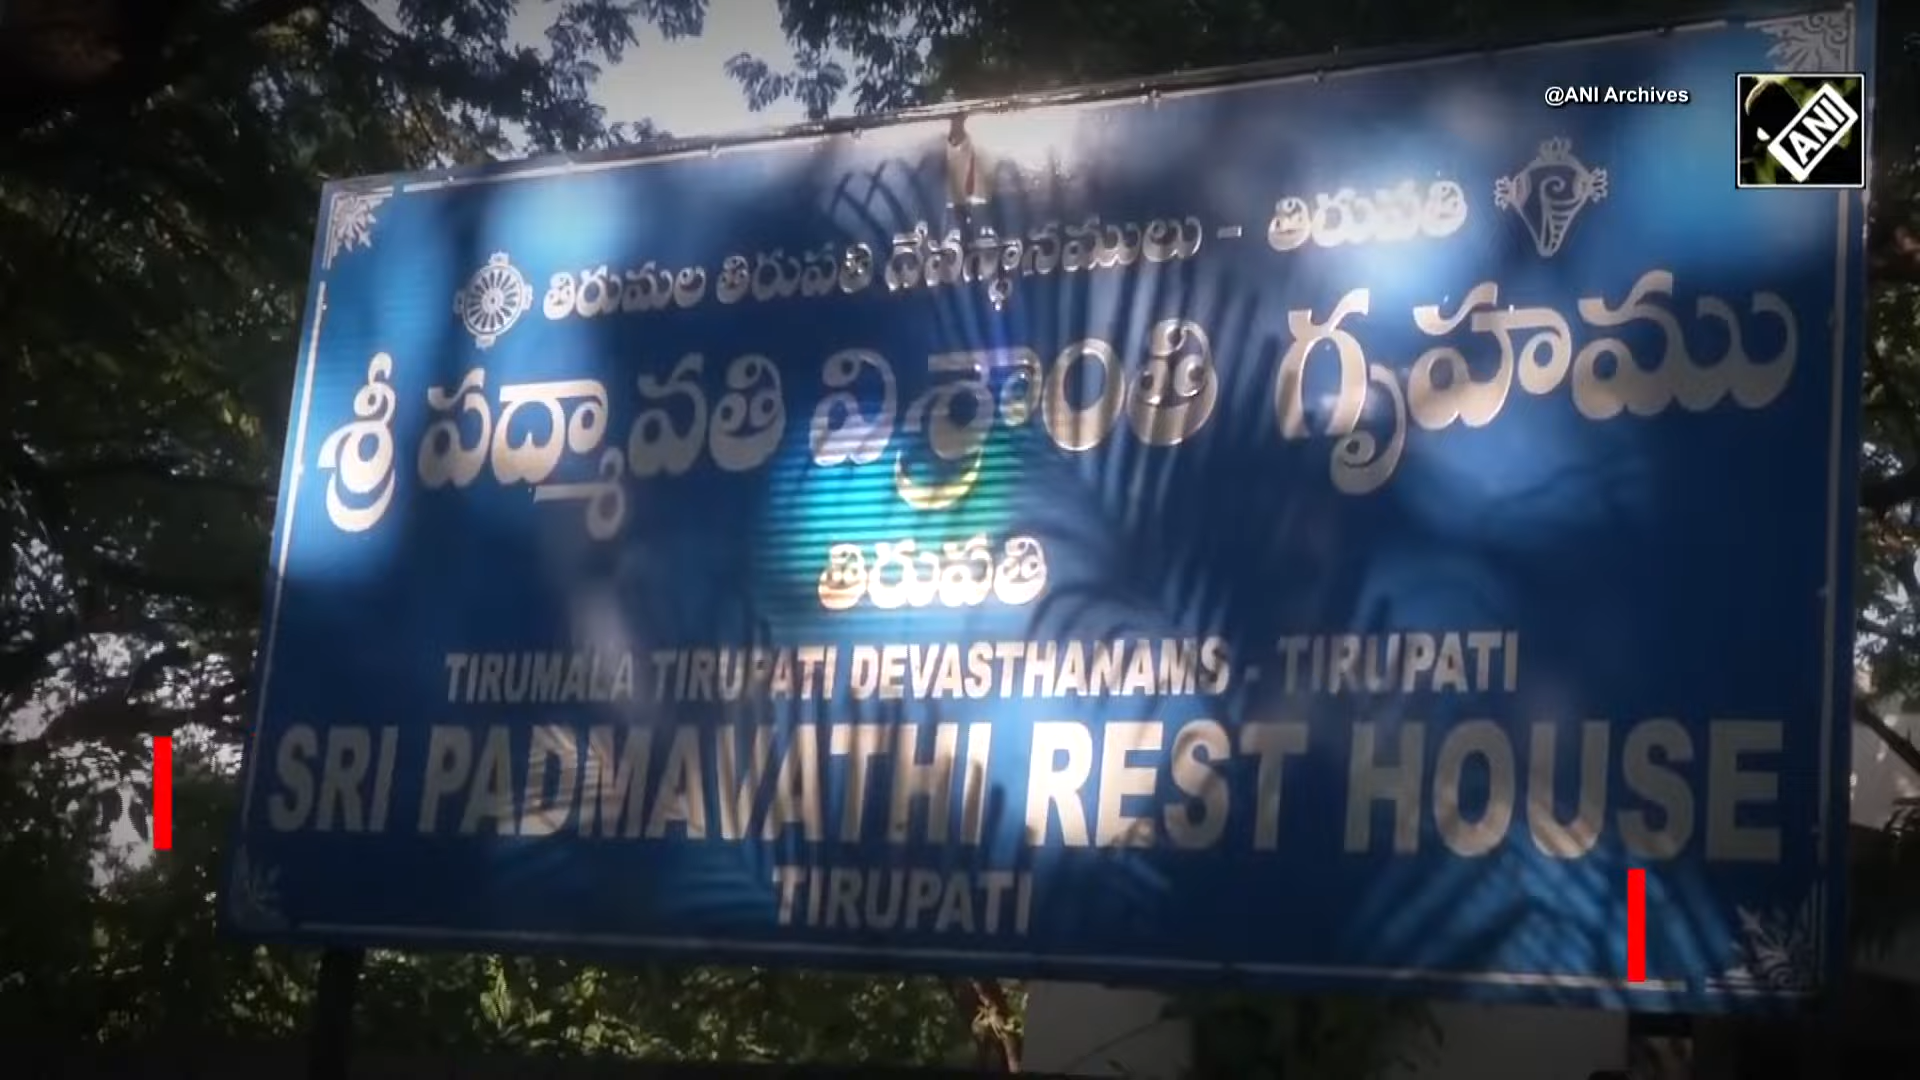 @ANI Archives
ANI
తిరుమల తిరుపతి దేవస్థానములు - తిరుపతి
శ్రీ పద్మావతి విశ్రాంతి గృహము
తిరుపతి
TIRUMALA TIRUPATI DEVASTHANAMS - TIRUPATI
SRI PADMAVATHI REST HOUSE
TIRUPATI